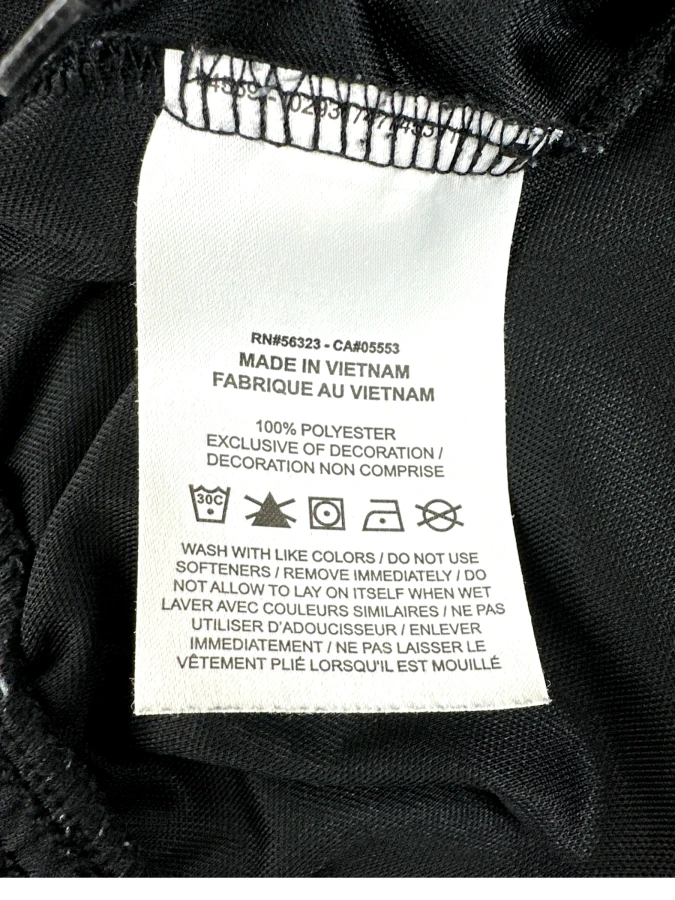 RN#56323 - CA#05553
MADE IN VIETNAM
FABRIQUE AU VIETNAM
100% POLYESTER
EXCLUSIVE OF DECORATION /
DECORATION NON COMPRISE
30C
WASH WITH LIKE COLORS / DO NOT USE
SOFTENERS / REMOVE IMMEDIATELY / DO
NOT ALLOW TO LAY ON ITSELF WHEN WET
LAVER AVEC COULEURS SIMILAIRES / NE PAS
UTILISER D'ADOUCISSEUR / ENLEVER
IMMEDIATEMENT / NE PAS LAISSER LE
VÊTEMENT PLIÉ LORSQU'IL EST MOUILLÉ